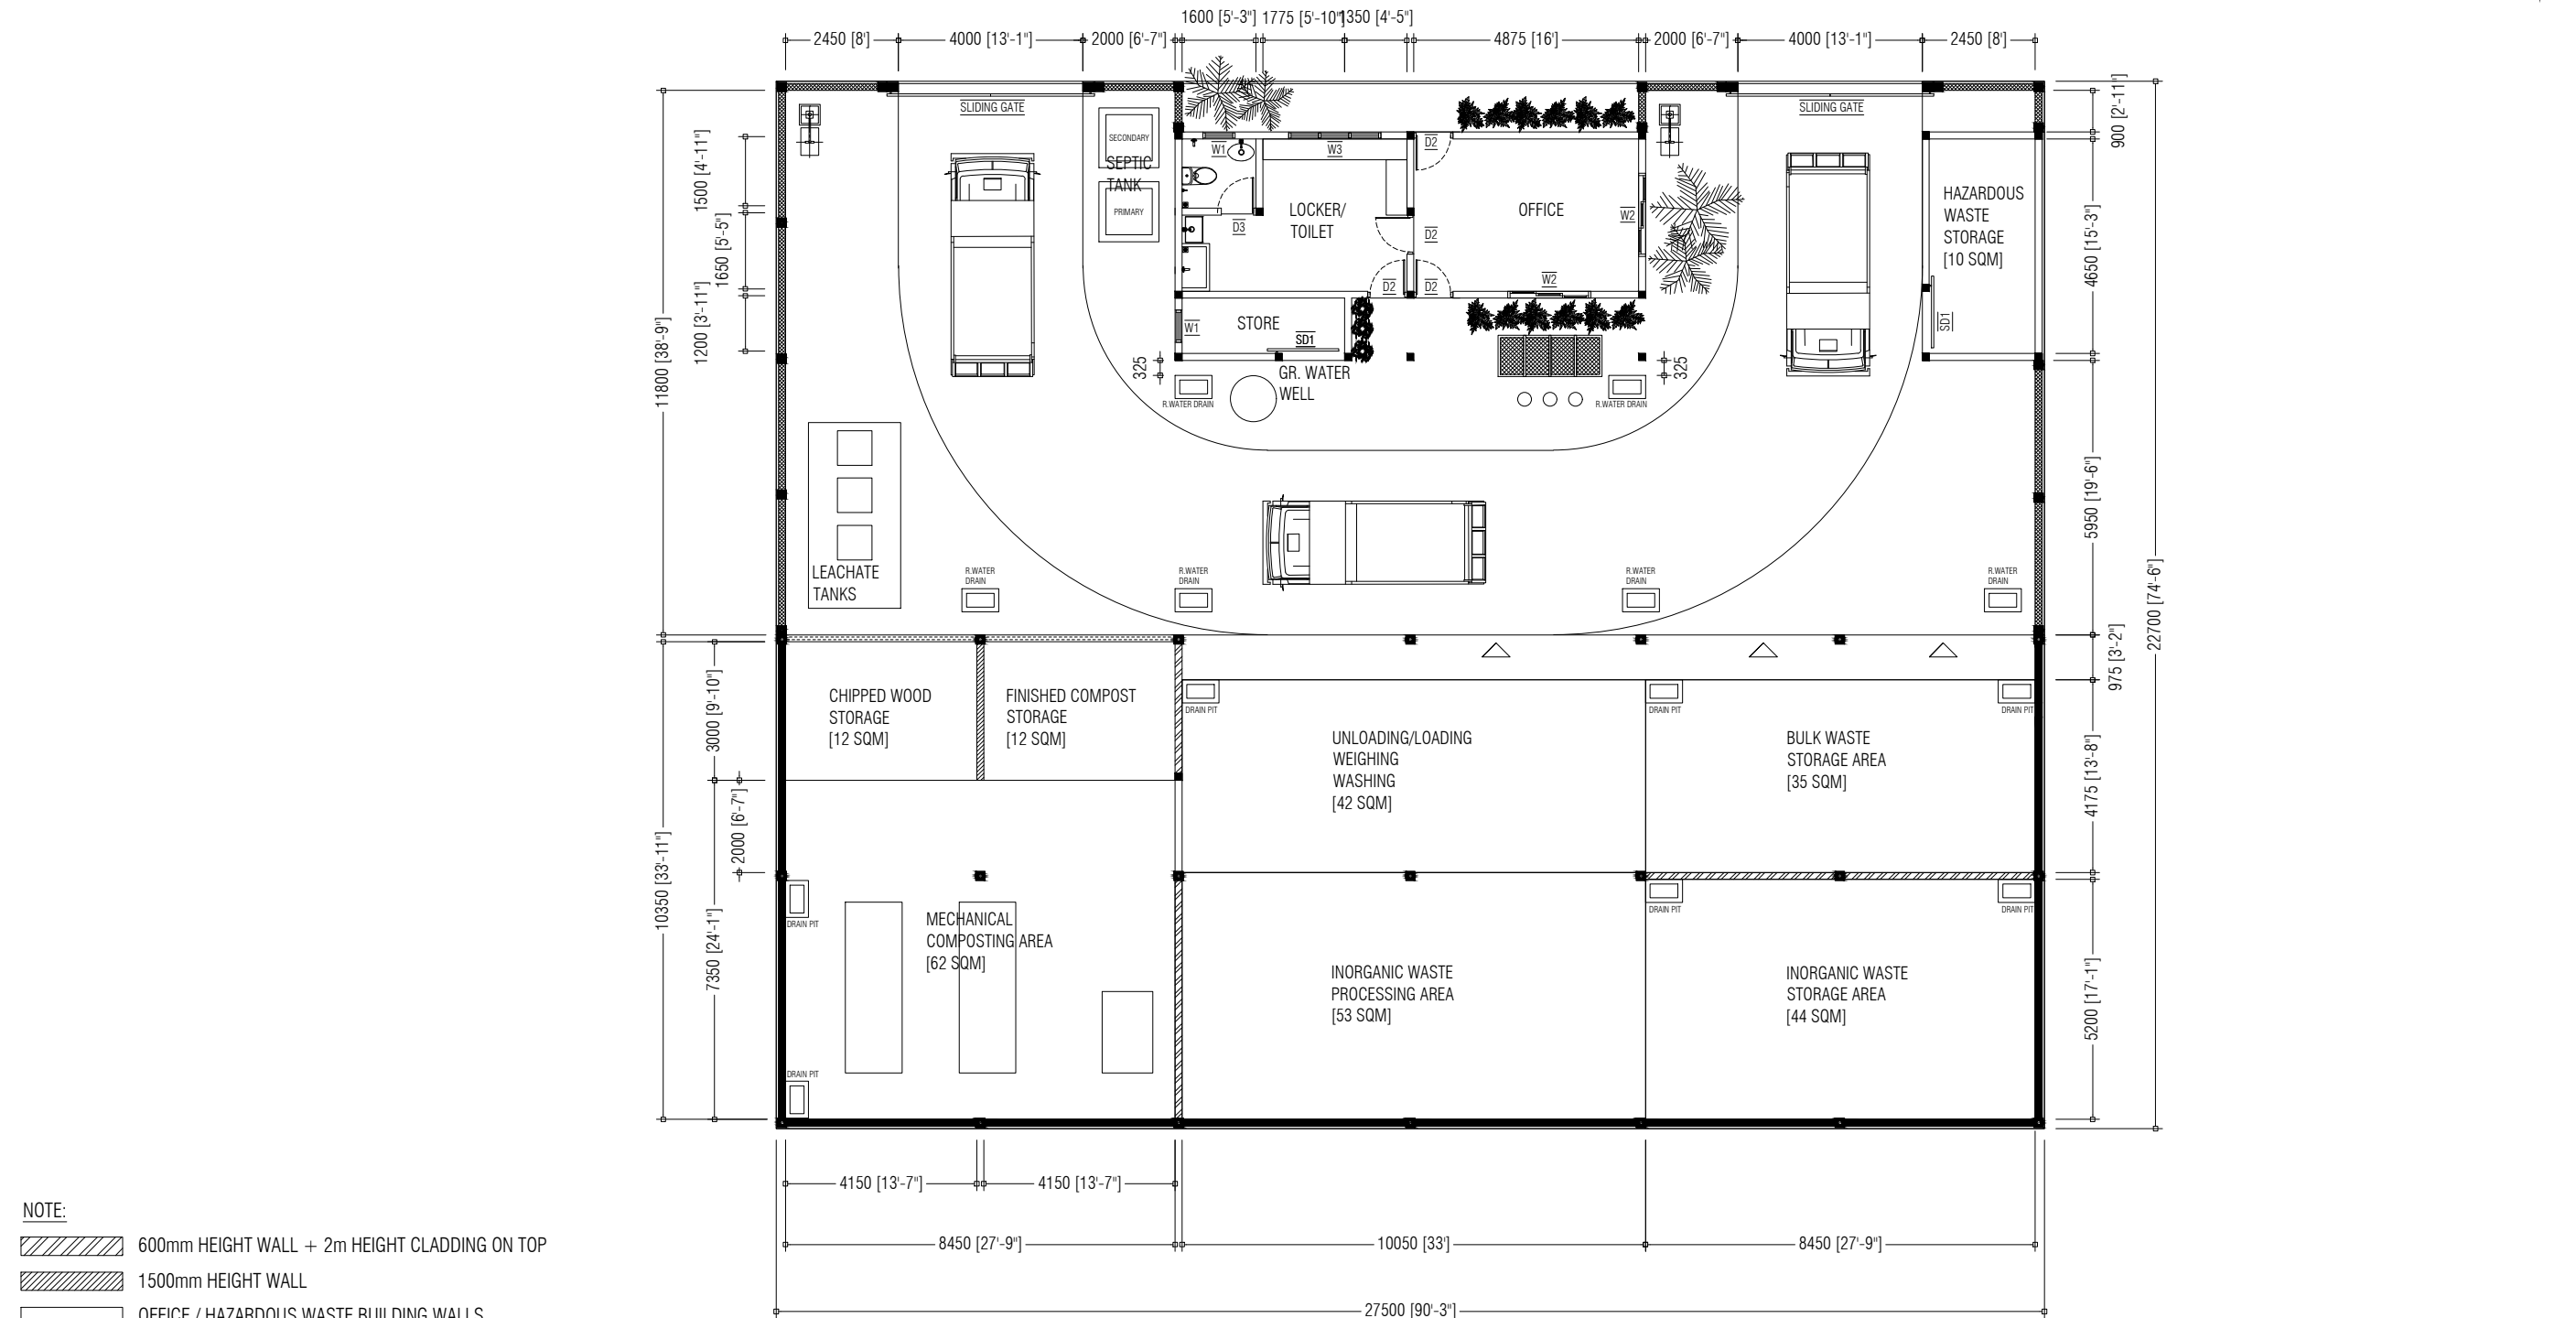 1600 [5'-3"] 1775 [5'-10"] 1350 [4'-5"]
2450 [8'] 4000 [13'-1"] 2000 [6'-7"] 4875 [16'] 2000 [6'-7"] 4000 [13'-1"] 2450 [8']
SLIDING GATE
SLIDING GATE
900 [2'-11"]
1500 [4'-11"]
1650 [5'-5"]
1200 [3'-11"]
11800 [38'-9"]
SECONDARY
SEPTIC
TANK
PRIMARY
W1
W3
D2
D3
LOCKER/
TOILET
D2
OFFICE
W2
W2
D2
D2
HAZARDOUS
WASTE
STORAGE
[10 SQM]
SD1
4650 [15'-3"]
W1
STORE
SD1
325
GR. WATER
WELL
R.WATER DRAIN
R.WATER DRAIN
325
5950 [19'-6"]
22700 [74'-6"]
LEACHATE
TANKS
R.WATER
DRAIN
R.WATER
DRAIN
R.WATER
DRAIN
R.WATER
DRAIN
975 [3'-2"]
3000 [9'-10"]
CHIPPED WOOD
STORAGE
[12 SQM]
FINISHED COMPOST
STORAGE
[12 SQM]
DRAIN PIT
DRAIN PIT
DRAIN PIT
UNLOADING/LOADING
WEIGHING
WASHING
[42 SQM]
BULK WASTE
STORAGE AREA
[35 SQM]
4175 [13'-8"]
2000 [6'-7"]
10350 [33'-11"]
7350 [24'-1"]
DRAIN PIT
MECHANICAL
COMPOSTING AREA
[62 SQM]
DRAIN PIT
DRAIN PIT
DRAIN PIT
INORGANIC WASTE
PROCESSING AREA
[53 SQM]
INORGANIC WASTE
STORAGE AREA
[44 SQM]
5200 [17'-1"]
4150 [13'-7"] 4150 [13'-7"]
8450 [27'-9"] 10050 [33'] 8450 [27'-9"]
27500 [90'-3"]
NOTE:
600mm HEIGHT WALL + 2m HEIGHT CLADDING ON TOP
1500mm HEIGHT WALL
OFFICE / HAZARDOUS WASTE BUILDING WALLS